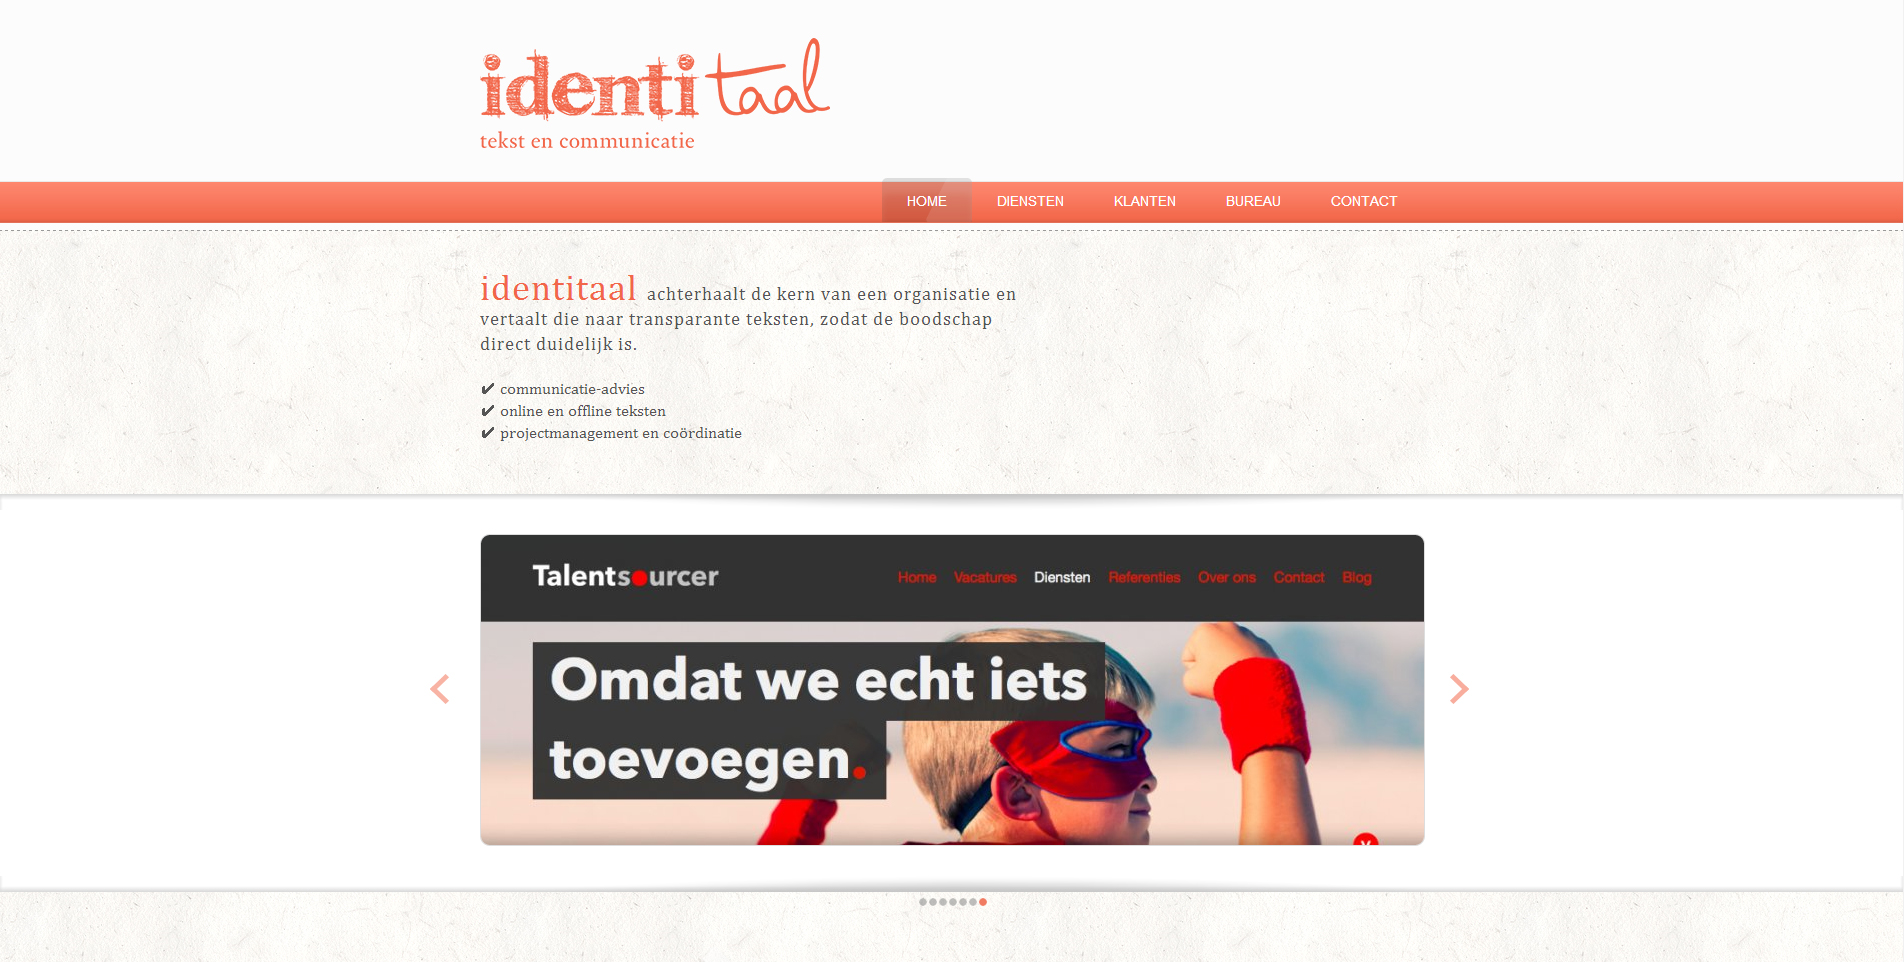 identitaal
tekst en communicatie
HOME DIENSTEN KLANTEN BUREAU CONTACT
identitaal achterhaalt de kern van een organisatie en
vertaalt die naar transparante teksten, zodat de boodschap
direct duidelijk is.
✔ communicatie-advies
✔ online en offline teksten
✔ projectmanagement en coördinatie
Talentsourcer
Home Vacatures Diensten Referenties Over ons Contact Blog
Omdat we echt iets
toevoegen.